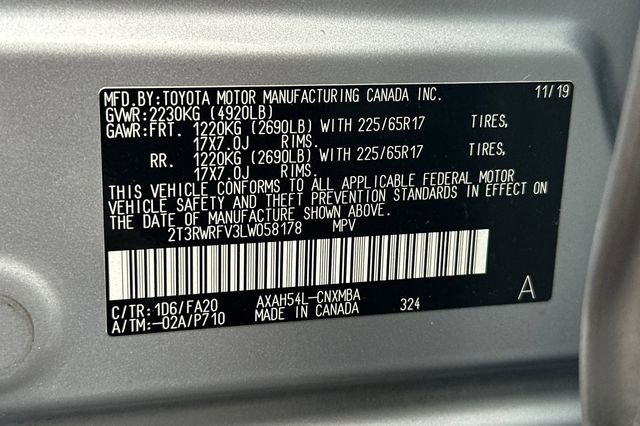 MFD.BY:TOYOTA MOTOR MANUFACTURING CANADA INC. 11/19
GVWR:2230KG (4920LB)
GAWR:FRT. 1220KG (2690LB) WITH 225/65R17 TIRES,
17X7.0J RIMS.
RR. 1220KG (2690LB) WITH 225/65R17 TIRES,
17X7.0J RIMS.
THIS VEHICLE CONFORMS TO ALL APPLICABLE FEDERAL MOTOR
VEHICLE SAFETY AND THEFT PREVENTION STANDARDS IN EFFECT ON
THE DATE OF MANUFACTURE SHOWN ABOVE.
2T3RWRFV3LW058178 MPV
C/TR:1D6/FA20 AXAH54L-CNXMBA 324 A
A/TM:-02A/P710 MADE IN CANADA